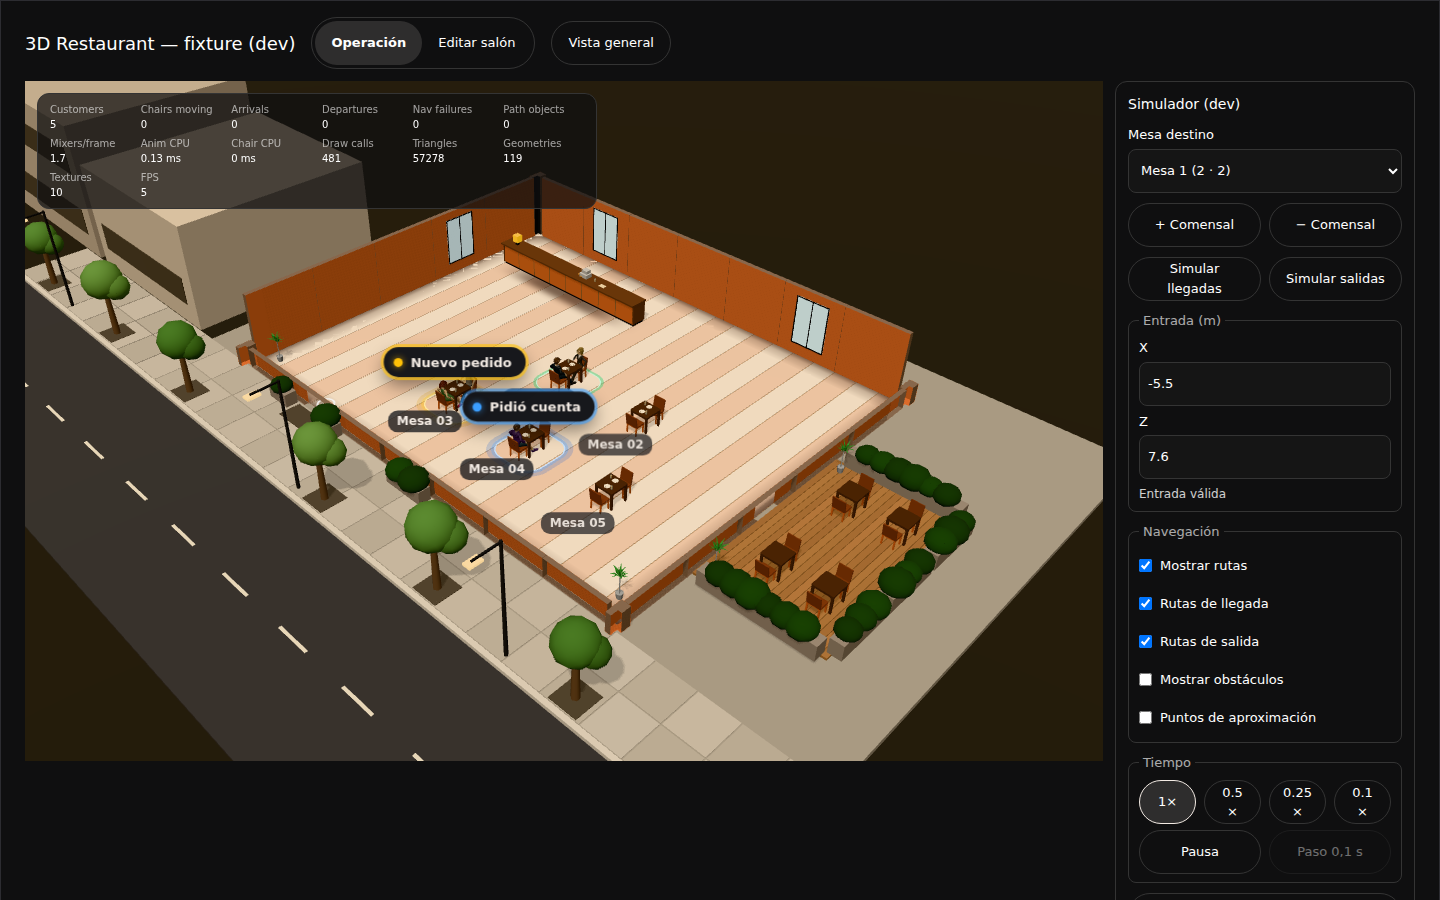 3D Restaurant — fixture (dev)
Operación
Editar salón
Vista general
Customers
5
Chairs moving
0
Arrivals
0
Departures
0
Nav failures
0
Path objects
0
Mixers/frame
1.7
Anim CPU
0.13 ms
Chair CPU
0 ms
Draw calls
481
Triangles
57278
Geometries
119
Textures
10
FPS
5
Nuevo pedido
Pidió cuenta
Mesa 03
Mesa 02
Mesa 04
Mesa 05
Simulador (dev)
Mesa destino
Mesa 1 (2 · 2)
+ Comensal
− Comensal
Simular
llegadas
Simular salidas
Entrada (m)
X
-5.5
Z
7.6
Entrada válida
Navegación
Mostrar rutas
Rutas de llegada
Rutas de salida
Mostrar obstáculos
Puntos de aproximación
Tiempo
1×
0.5
×
0.25
×
0.1
×
Pausa
Paso 0,1 s